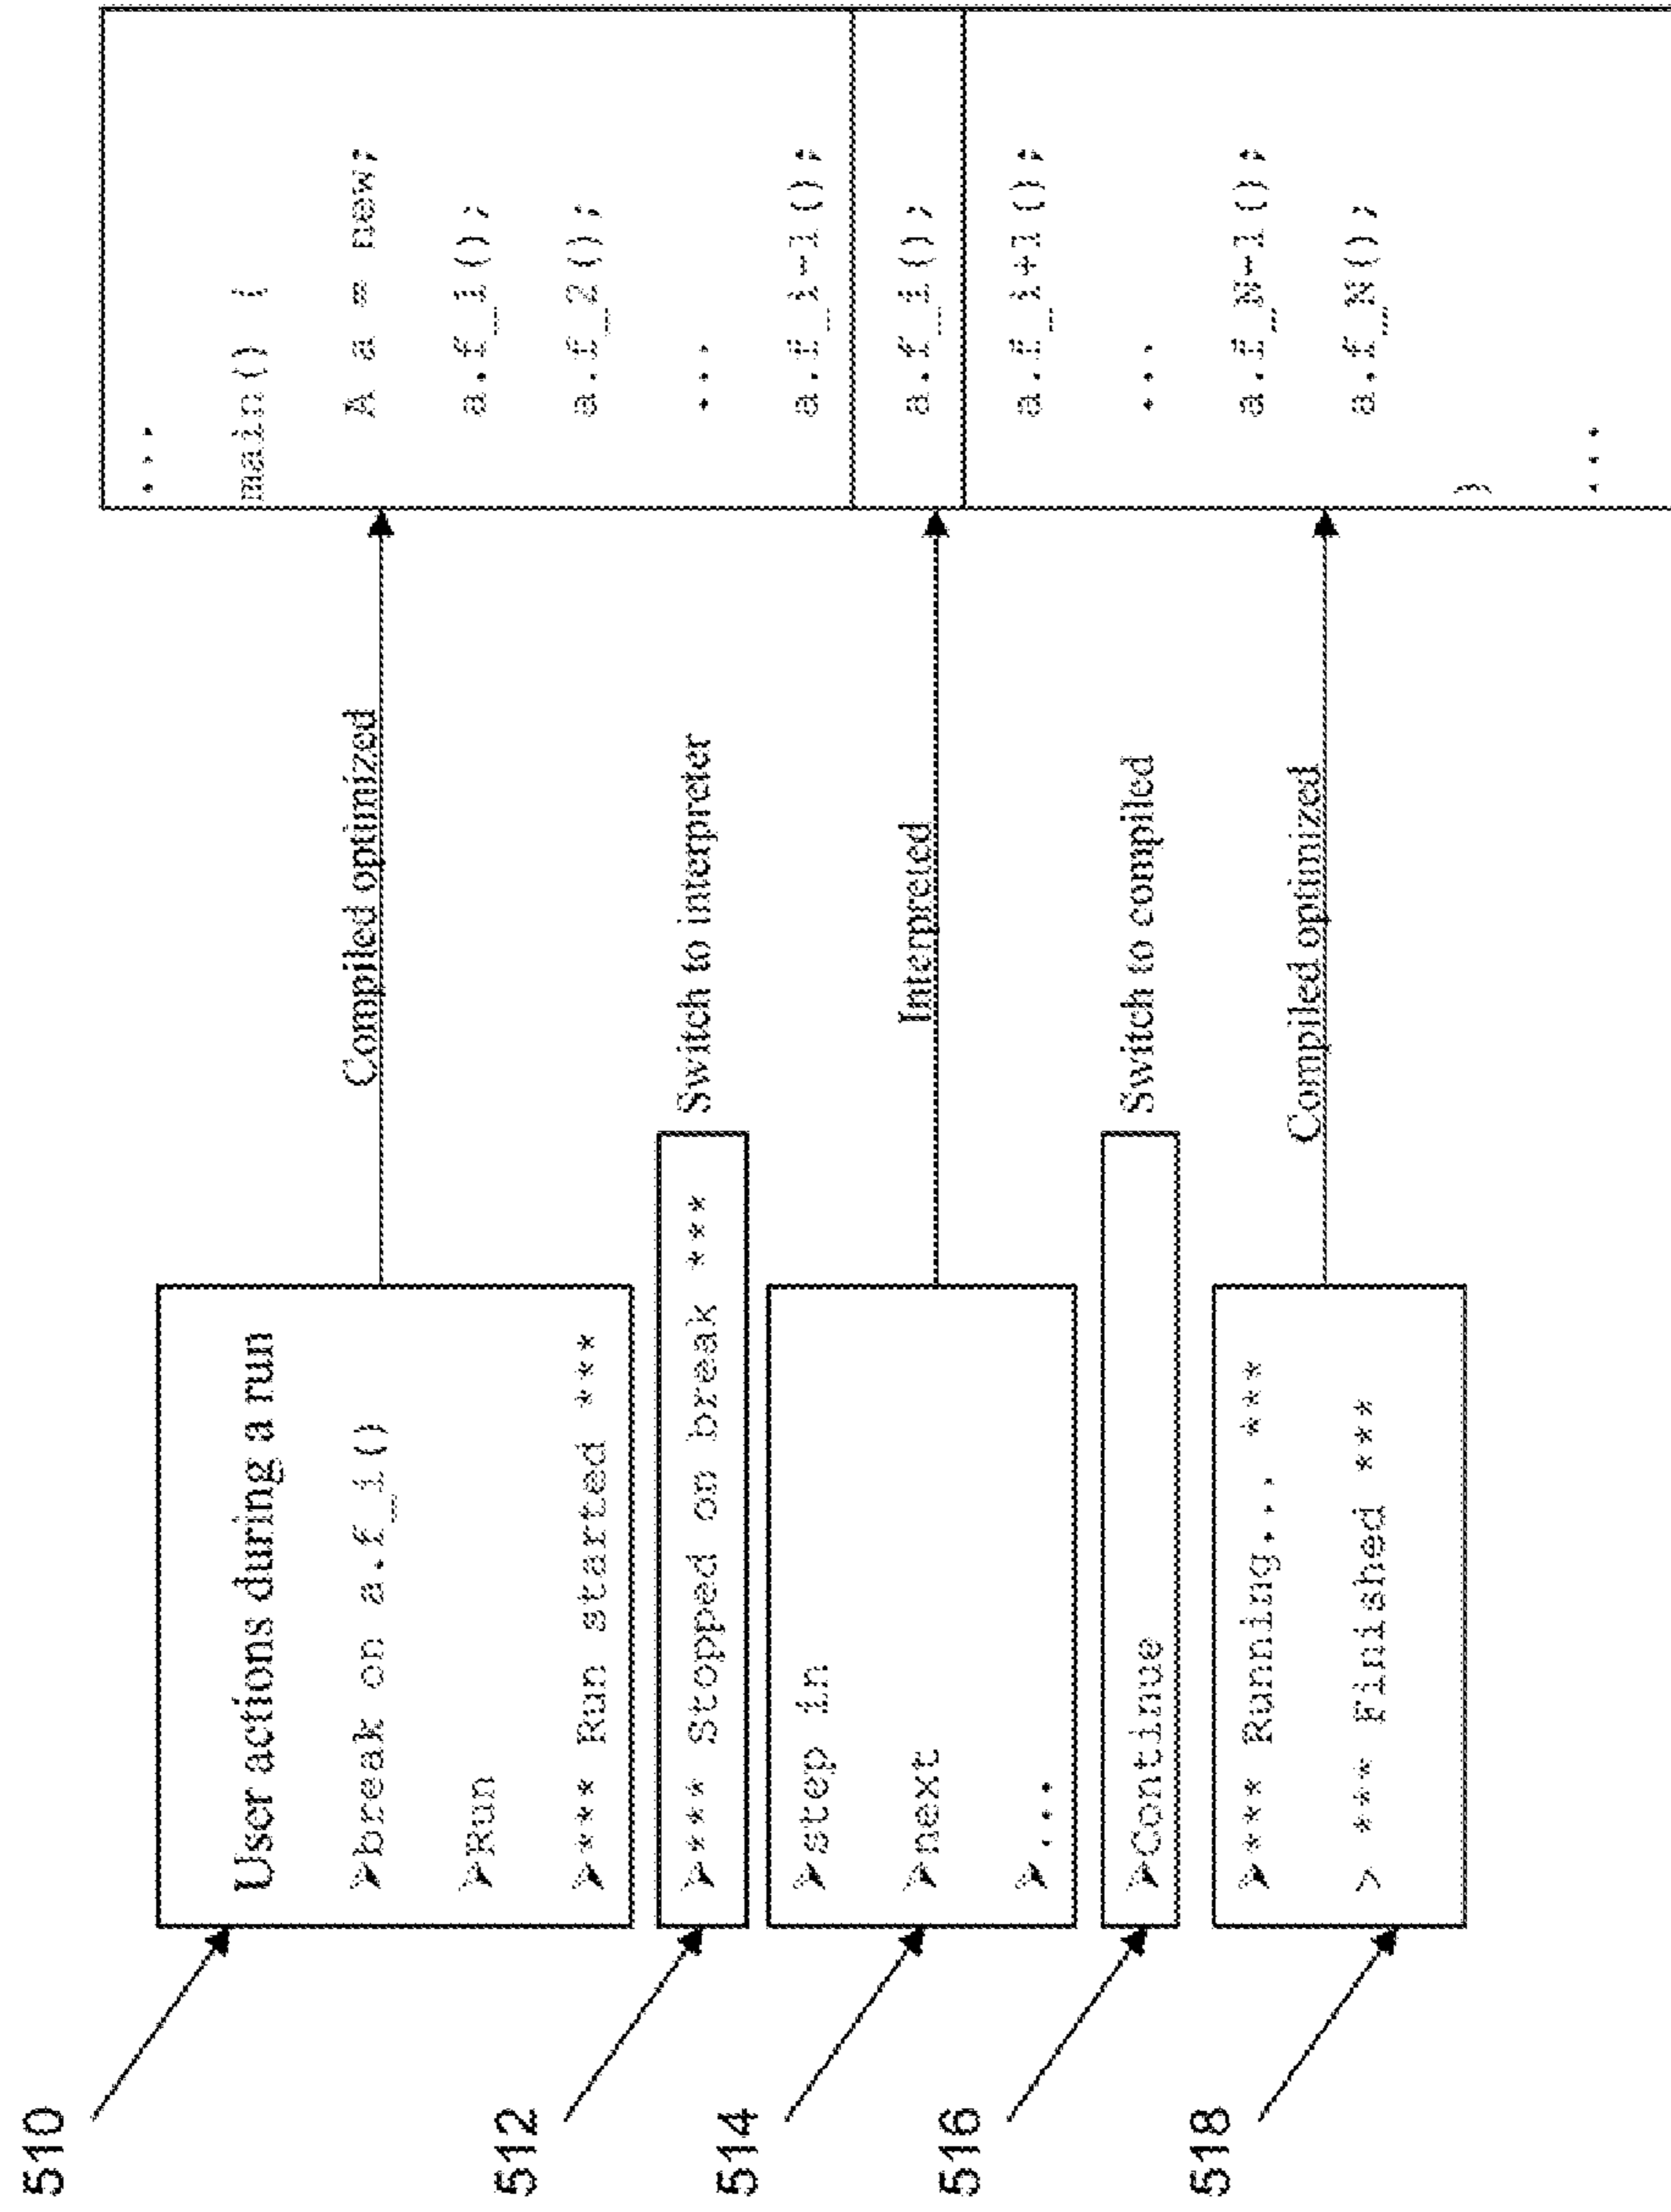 510
User actions during a run
➤break on a.f_i()
➤Run
➤*** Run started ***
Compiled optimized
512
➤*** Stopped on break ***
Switch to interpreter
514
➤step in
➤next
➤...
Interpreted
516
➤Continue
Switch to compiled
518
➤*** Running... ***
> *** Finished ***
Compiled optimized
...
main() {
A a = new;
a.f_1();
a.f_2();
...
a.f_i-1();
a.f_i();
a.f_i+1();
...
a.f_N-1();
a.f_N();
}
...